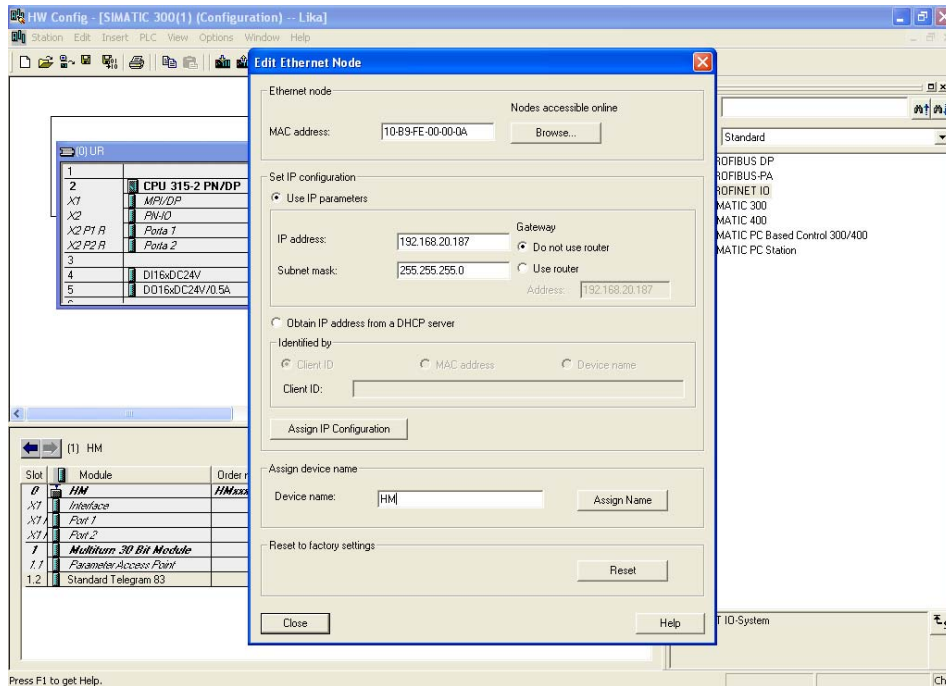 HW Config - [SIMATIC 300(1) (Configuration) -- Lika]
Station Edit Insert PLC View Options Window Help
Edit Ethernet Node
Ethernet node
Nodes accessible online
MAC address: 10-B9-FE-00-00-0A Browse...
Set IP configuration
Use IP parameters
IP address: 192.168.20.187
Subnet mask: 255.255.255.0
Gateway
Do not use router
Use router
Address: 192.168.20.187
Obtain IP address from a DHCP server
Identified by
Client ID MAC address Device name
Client ID:
Assign IP Configuration
Assign device name
Device name: HM Assign Name
Reset to factory settings
Reset
Close Help
(0) UR
1
2 CPU 315-2 PN/DP
X1 MPI/DP
X2 PN-IO
X2 P1 R Porta 1
X2 P2 R Porta 2
3
4 DI16xDC24V
5 DO16xDC24V/0.5A
Standard
ROFIBUS DP
ROFIBUS-PA
ROFINET IO
MATIC 300
MATIC 400
MATIC PC Based Control 300/400
MATIC PC Station
(1) HM
Slot Module Order
0 HM
X1 Interface
X1 Port 1
X1 Port 2
1 Multiturn 30 Bit Module
1.1 Parameter Access Point
1.2 Standard Telegram 83
T IO-System
Press F1 to get Help.
Ch